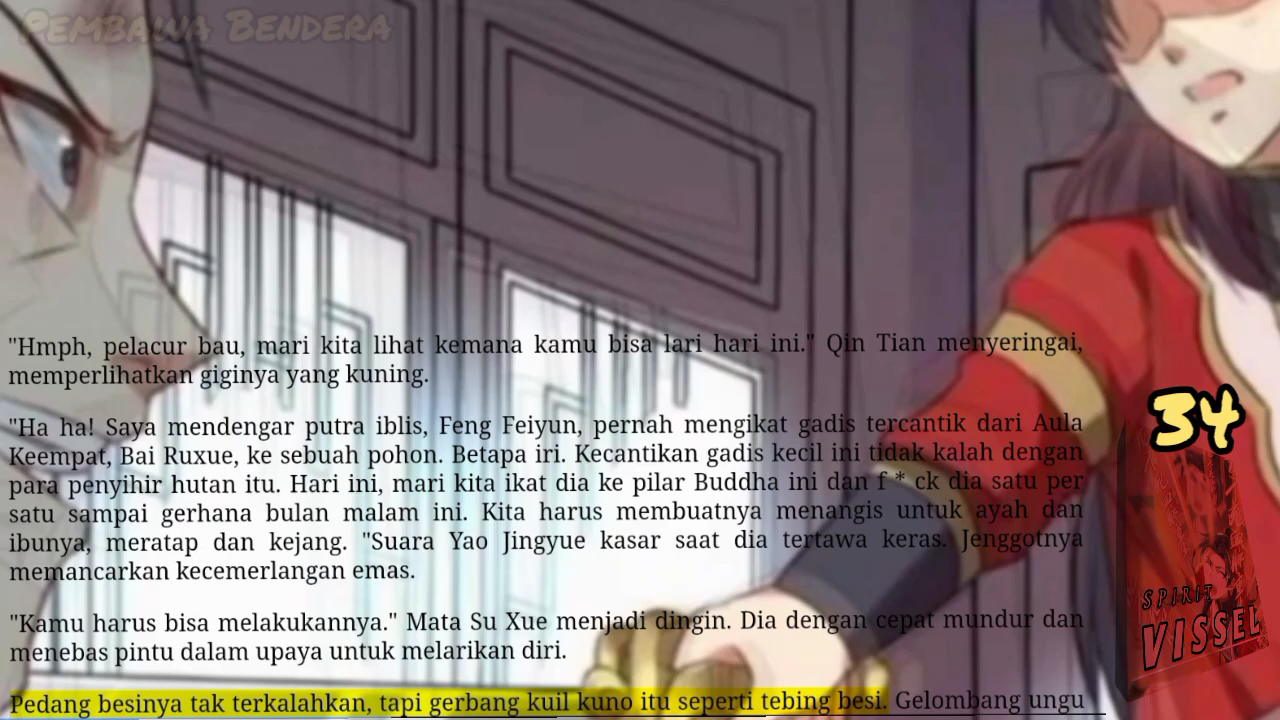 PEMBAWA BENDERA
"Hmph, pelacur bau, mari kita lihat kemana kamu bisa lari hari ini." Qin Tian menyeringai,
memperlihatkan giginya yang kuning.
"Ha ha! Saya mendengar putra iblis, Feng Feiyun, pernah mengikat gadis tercantik dari Aula
Keempat, Bai Ruxue, ke sebuah pohon. Betapa iri. Kecantikan gadis kecil ini tidak kalah dengan
para penyihir hutan itu. Hari ini, mari kita ikat dia ke pilar Buddha ini dan f * ck dia satu per
satu sampai gerhana bulan malam ini. Kita harus membuatnya menangis untuk ayah dan
ibunya, meratap dan kejang. "Suara Yao Jingyue kasar saat dia tertawa keras. Jenggotnya
memancarkan kecemerlangan emas.
"Kamu harus bisa melakukannya." Mata Su Xue menjadi dingin. Dia dengan cepat mundur dan
menebas pintu dalam upaya untuk melarikan diri.
Pedang besinya tak terkalahkan, tapi gerbang kuil kuno itu seperti tebing besi. Gelombang ungu
34
SPIRIT
VISSEL